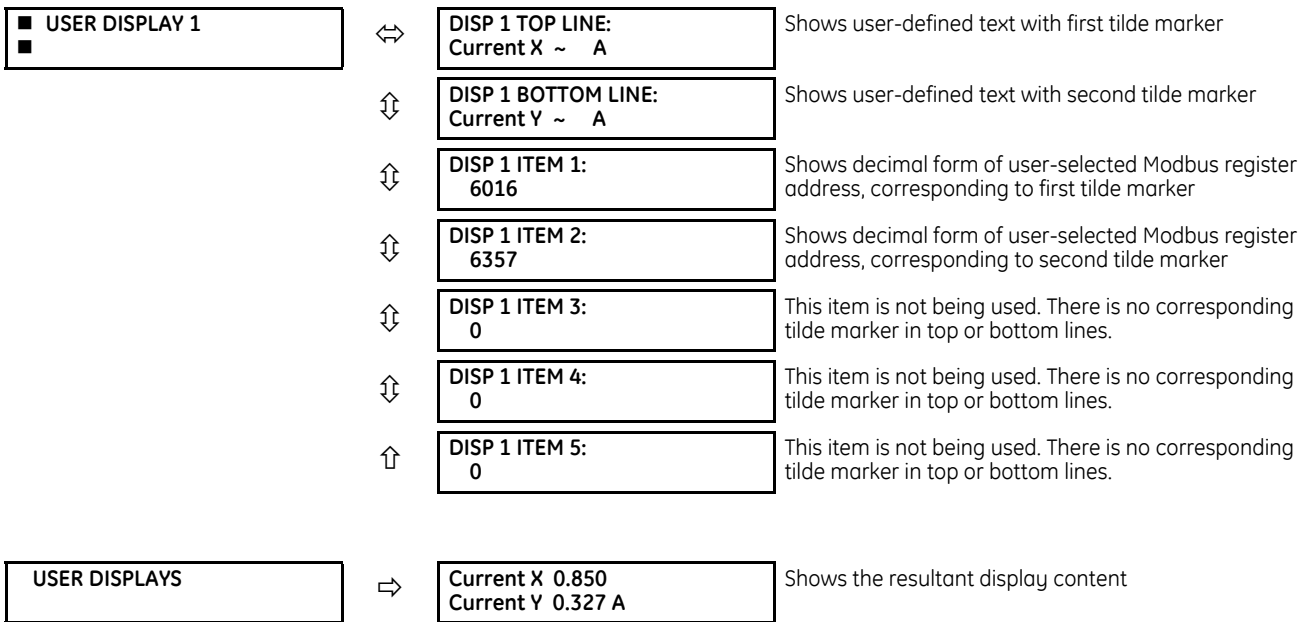 ■ USER DISPLAY 1
■
⬄
DISP 1 TOP LINE:
Current X ~ A
Shows user-defined text with first tilde marker
⇳
DISP 1 BOTTOM LINE:
Current Y ~ A
Shows user-defined text with second tilde marker
⇳
DISP 1 ITEM 1:
6016
Shows decimal form of user-selected Modbus register
address, corresponding to first tilde marker
⇳
DISP 1 ITEM 2:
6357
Shows decimal form of user-selected Modbus register
address, corresponding to second tilde marker
⇳
DISP 1 ITEM 3:
0
This item is not being used. There is no corresponding
tilde marker in top or bottom lines.
⇳
DISP 1 ITEM 4:
0
This item is not being used. There is no corresponding
tilde marker in top or bottom lines.
⇧
DISP 1 ITEM 5:
0
This item is not being used. There is no corresponding
tilde marker in top or bottom lines.
USER DISPLAYS
⇨
Current X 0.850
Current Y 0.327 A
Shows the resultant display content